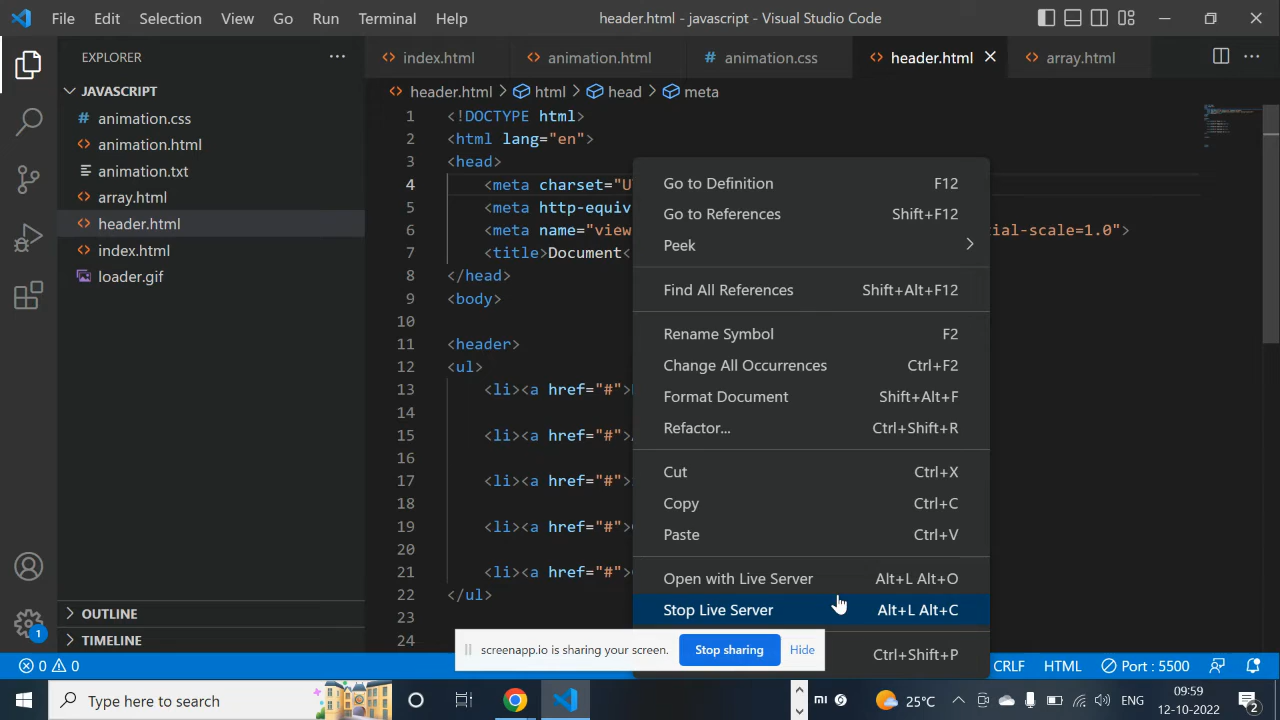 File Edit Selection View Go Run Terminal Help header.html - javascript - Visual Studio Code
EXPLORER
index.html animation.html # animation.css header.html array.html
JAVASCRIPT
header.html > html > head > meta
# animation.css
animation.html
animation.txt
array.html
header.html
index.html
loader.gif
OUTLINE
TIMELINE
1 <!DOCTYPE html>
2 <html lang="en">
3 <head>
4 <meta charset="U
5 <meta http-equiv
6 <meta name="view ial-scale=1.0">
7 <title>Document<
8 </head>
9 <body>
10
11 <header>
12 <ul>
13 <li><a href="#">
14
15 <li><a href="#">
16
17 <li><a href="#">
18
19 <li><a href="#">
20
21 <li><a href="#">
22 </ul>
23
24
Go to Definition F12
Go to References Shift+F12
Peek
Find All References Shift+Alt+F12
Rename Symbol F2
Change All Occurrences Ctrl+F2
Format Document Shift+Alt+F
Refactor... Ctrl+Shift+R
Cut Ctrl+X
Copy Ctrl+C
Paste Ctrl+V
Open with Live Server Alt+L Alt+O
Stop Live Server Alt+L Alt+C
Ctrl+Shift+P
screenapp.io is sharing your screen. Stop sharing Hide
1
0 0 CRLF HTML Port : 5500
Type here to search 25°C ENG 09:59
12-10-2022
2